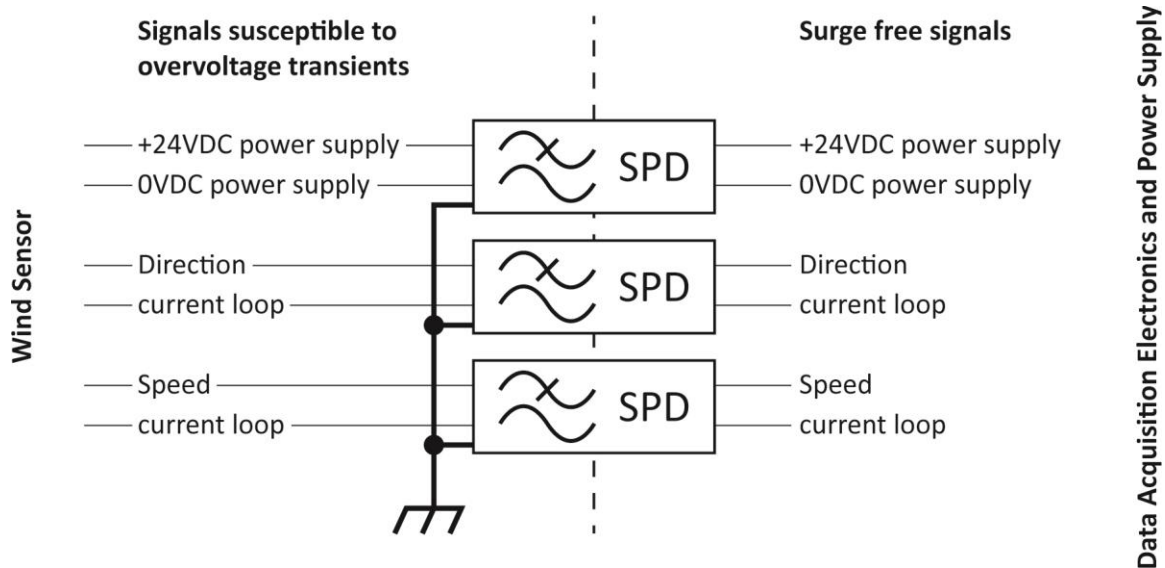 Signals susceptible to
overvoltage transients
Surge free signals
Wind Sensor
+24VDC power supply
0VDC power supply
SPD
+24VDC power supply
0VDC power supply
Direction
current loop
SPD
Direction
current loop
Speed
current loop
SPD
Speed
current loop
Data Acquisition Electronics and Power Supply